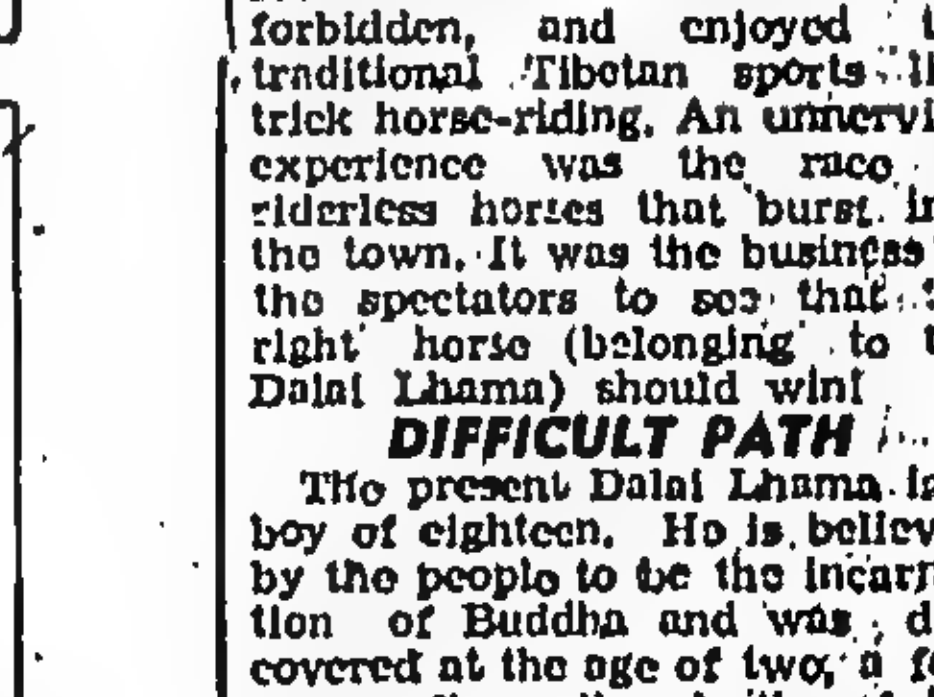 forbidden, and enjoyed
traditional Tibetan sports
trick horse-riding. An
experience was the race
riderless horses that burst
the town. It was the business
the spectators to see that
right horse (belonging to
Dalai Lhama) should win!
DIFFICULT PATH
The present Dalai Lhama
boy of eighteen. He is
by the people to be the
tion of Buddha and was
covered at the age of two, a